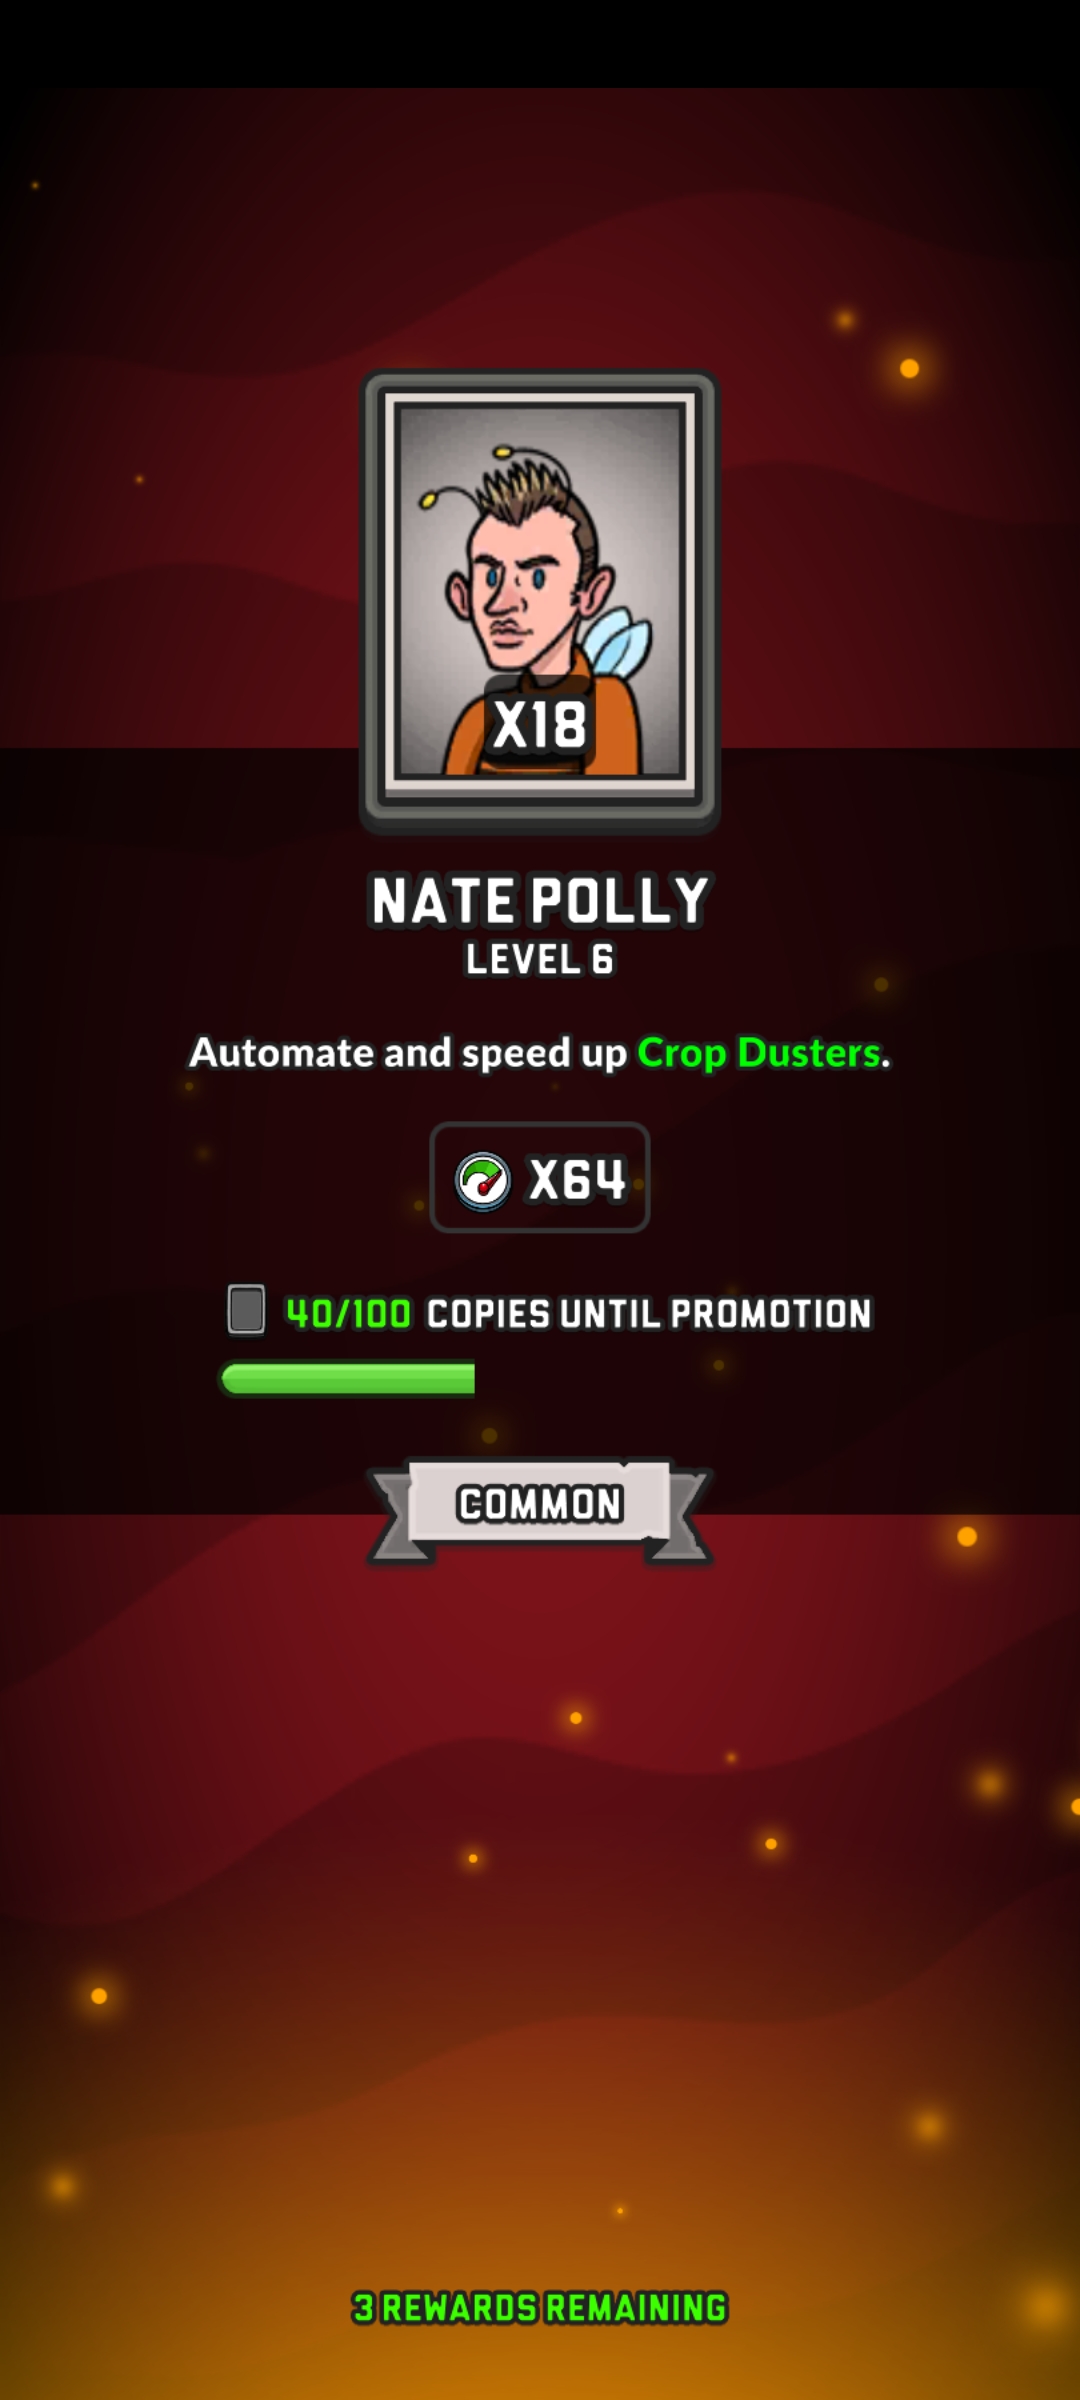 X18
NATE POLLY
LEVEL 6
Automate and speed up Crop Dusters.
X64
40/100 COPIES UNTIL PROMOTION
COMMON
3 REWARDS REMAINING